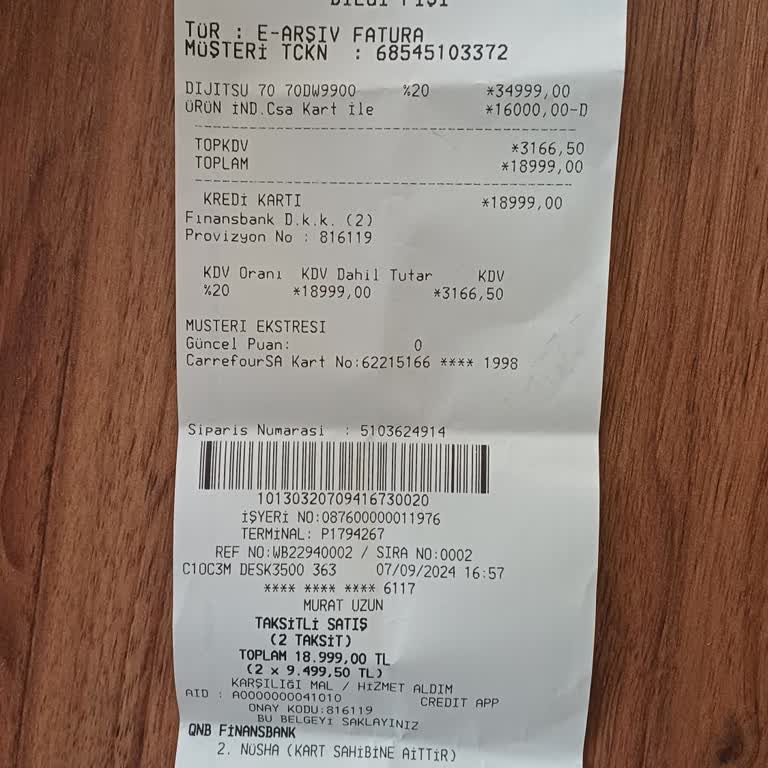 BİLGİ FİŞİ
TÜR : E-ARŞIV FATURA
MÜŞTERİ TCKN : 68545103372
DIJITSU 70 70DW9900 %20 *34999,00
ÜRÜN İND.Csa Kart İle *16000,00-D
TOPKDV *3166,50
TOPLAM *18999,00
KREDİ KARTI *18999,00
Finansbank D.k.k. (2)
Provizyon No : 816119
KDV Oranı KDV Dahil Tutar KDV
%20 *18999,00 *3166,50
MUSTERI EKSTRESI
Güncel Puan: 0
CarrefourSA Kart No:62215166 **** 1998
Siparis Numarasi : 5103624914
10130320709416730020
İŞYERİ NO:087600000011976
TERMİNAL: P1794267
REF NO:WB22940002 / SIRA NO:0002
C10C3M DESK3500 363 07/09/2024 16:57
**** **** **** 6117
MURAT UZUN
TAKSİTLİ SATIŞ
(2 TAKSİT)
TOPLAM 18.999,00 TL
(2 x 9.499,50 TL)
KARŞILIĞI MAL / HİZMET ALDIM
AID : A0000000041010 CREDIT APP
ONAY KODU:816119
BU BELGEYİ SAKLAYINIZ
QNB FİNANSBANK
2. NÜSHA (KART SAHİBİNE AİTTİR)